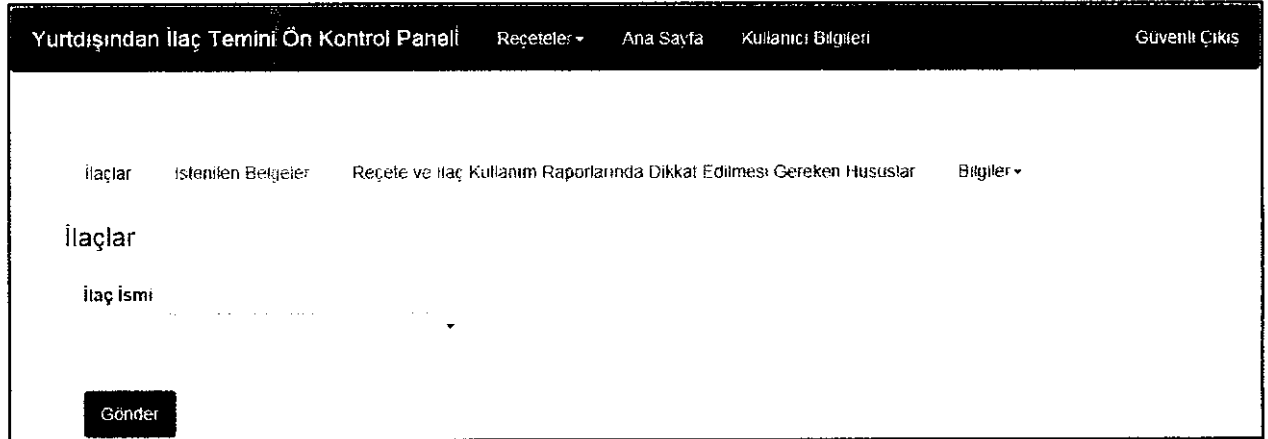 Yurtdışından İlaç Temini Ön Kontrol Paneli Reçeteler Ana Sayfa Kullanıcı Bilgileri Güvenli Çıkış
İlaçlar İstenilen Belgeler Reçete ve İlaç Kullanım Raporlarında Dikkat Edilmesi Gereken Hususlar Bilgiler
İlaçlar
İlaç İsmi
Gönder